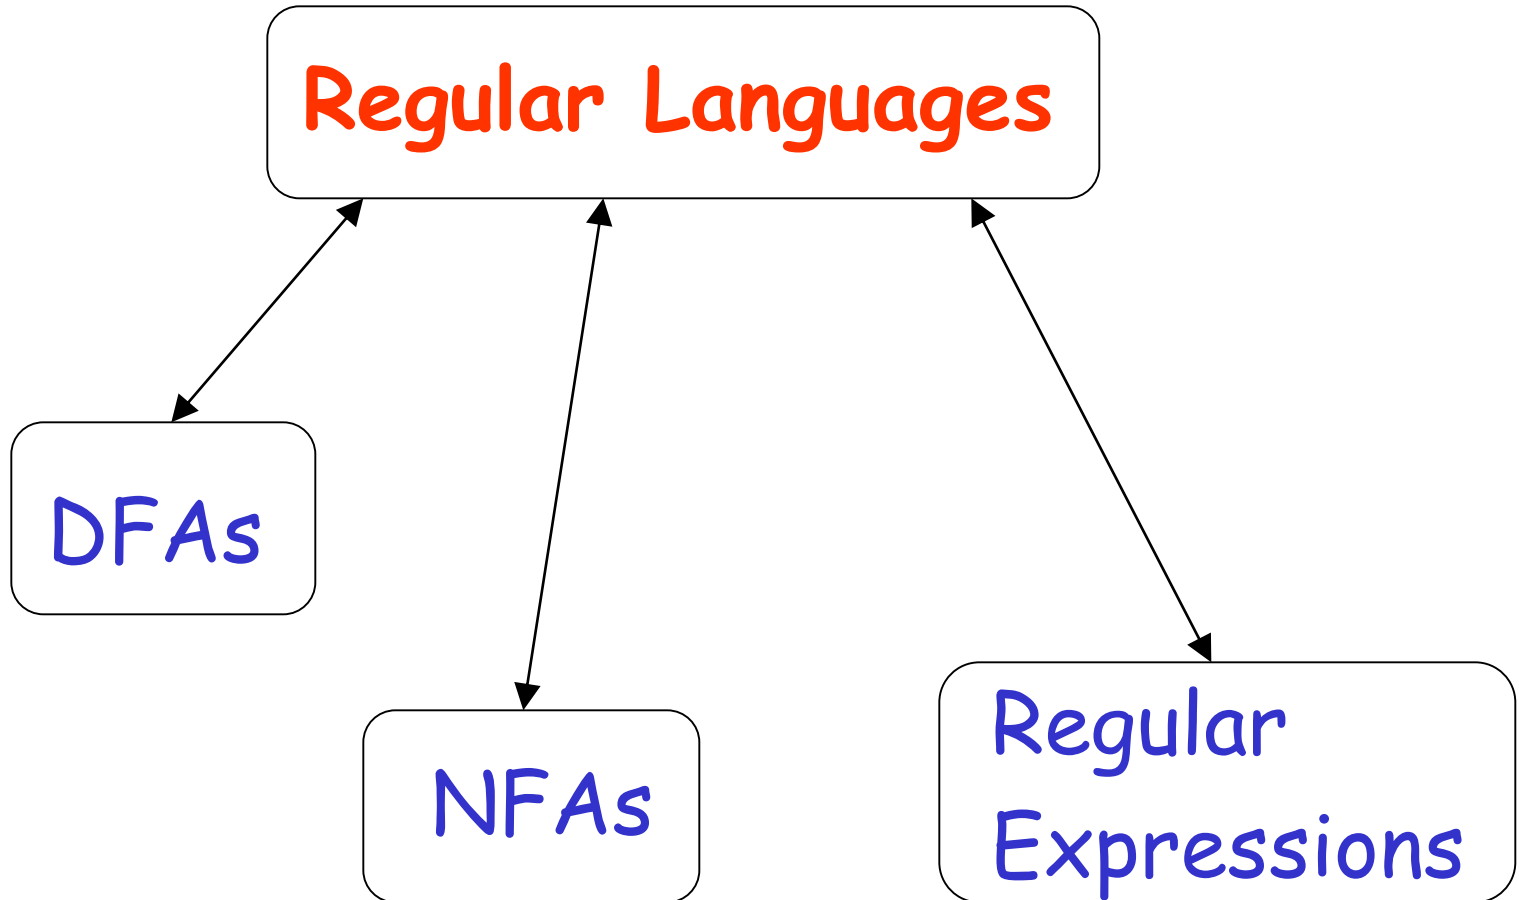 Regular Languages
DFAs
NFAs
Regular
Expressions